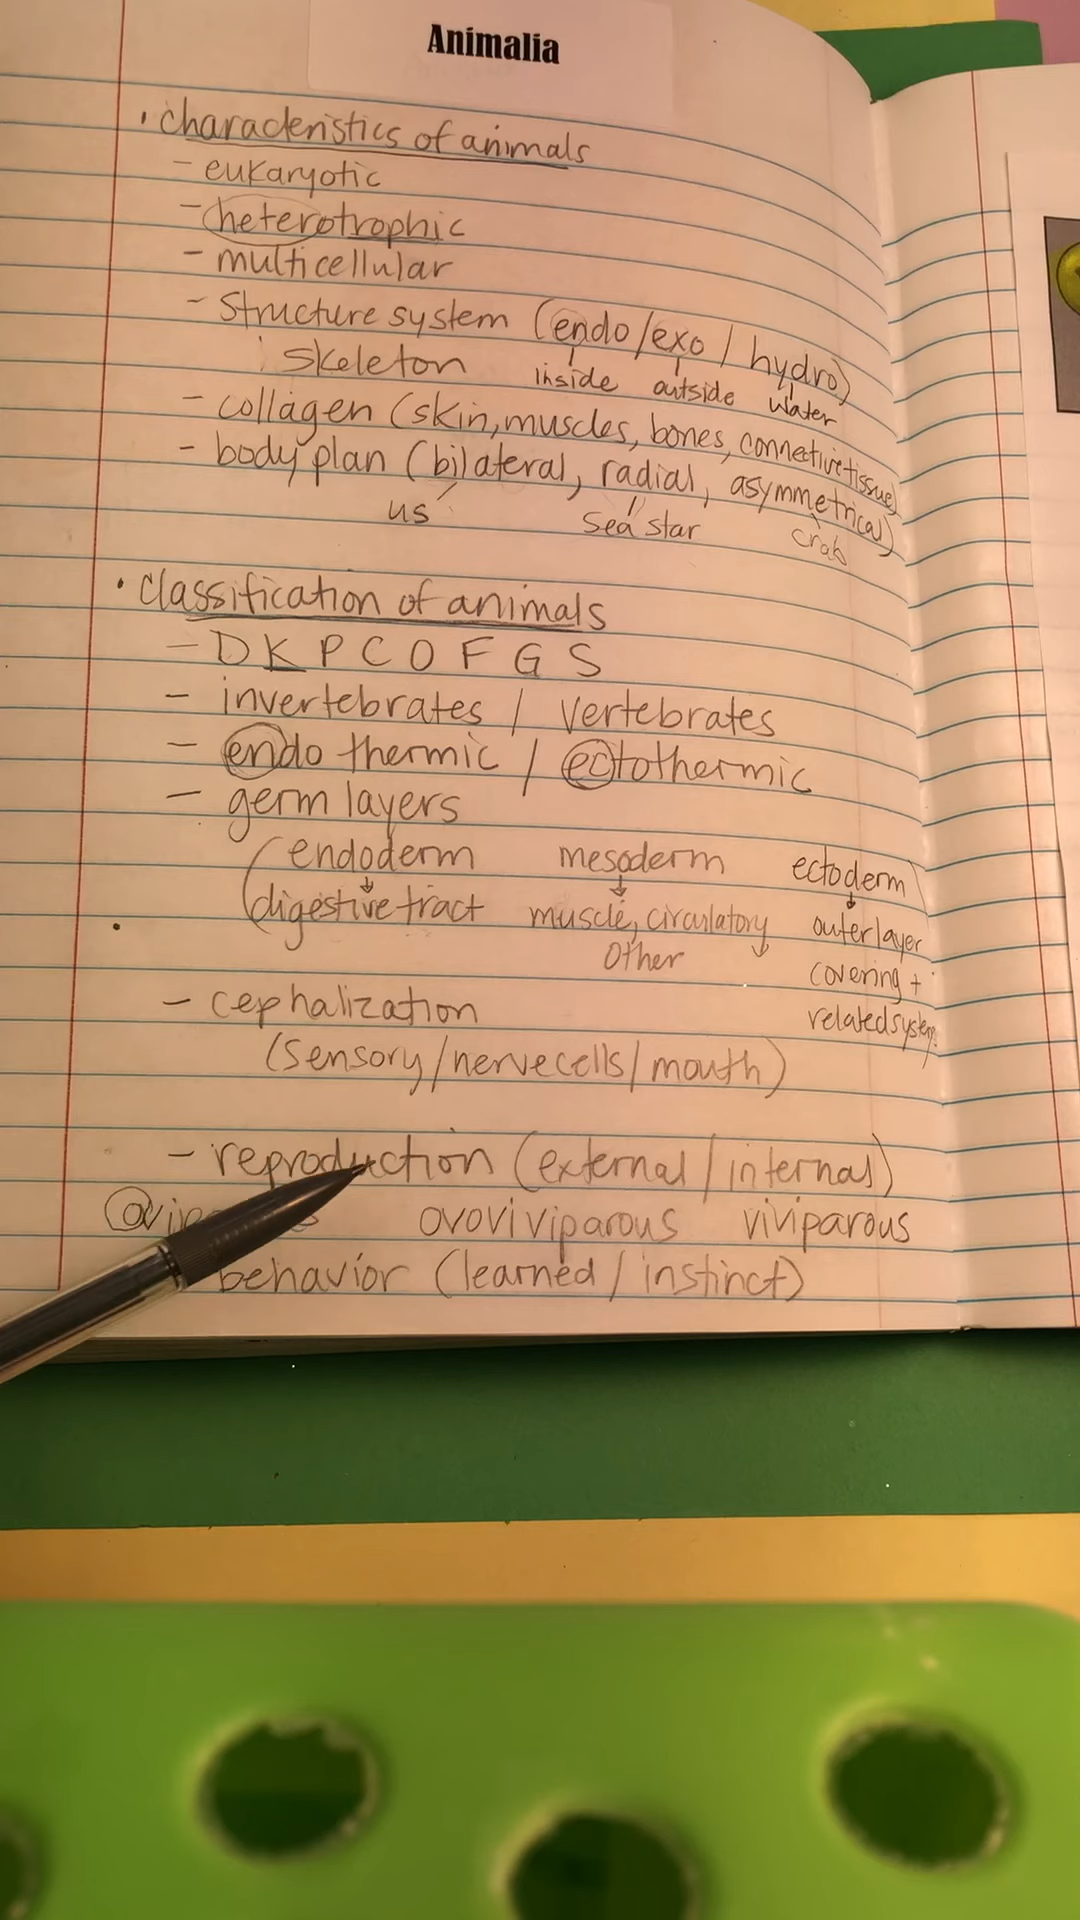 Animalia
• characteristics of animals
- eukaryotic
- heterotrophic
- multicellular
- structure system (endo/exo/hydro)
skeleton inside outside water
- collagen (skin, muscles, bones, connective tissue)
- body plan (bilateral, radial, asymmetrical)
us sea star crab
• classification of animals
- D K P C O F G S
- invertebrates / vertebrates
- endothermic / ectothermic
- germ layers
(endoderm mesoderm ectoderm)
digestive tract muscle, circulatory outer layer
other covering +
- cephalization related system
(sensory/nerve cells/mouth)
- reproduction (external/internal)
ovoviviparous viviparous
behavior (learned/instinct)